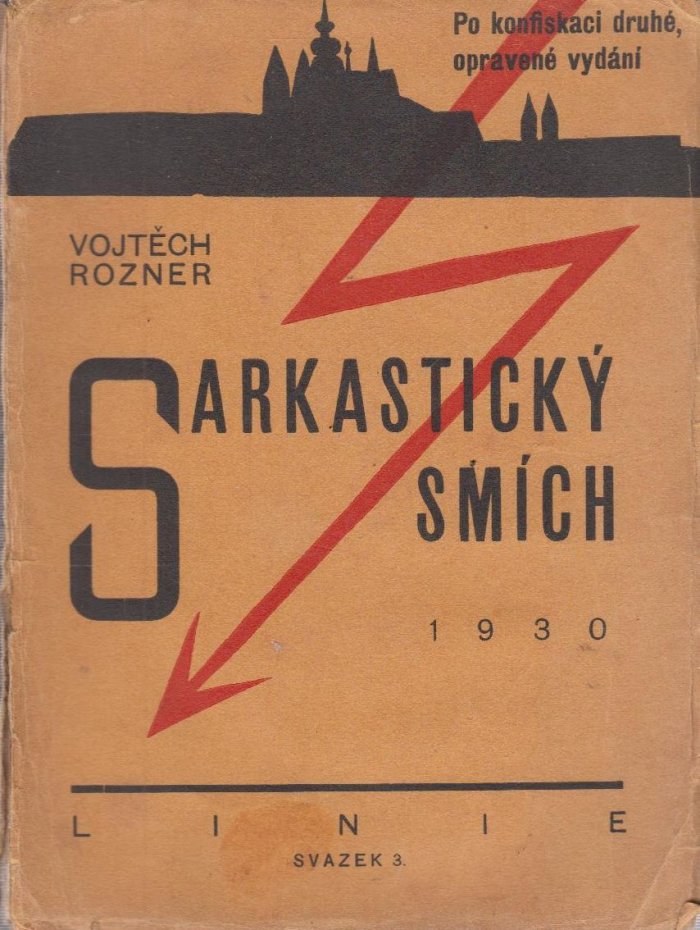 Po konfiskaci druhé,
opravené vydání
VOJTĚCH
ROZNER
SARKASTICKÝ
SMÍCH
1930
LINIE
SVAZEK 3.